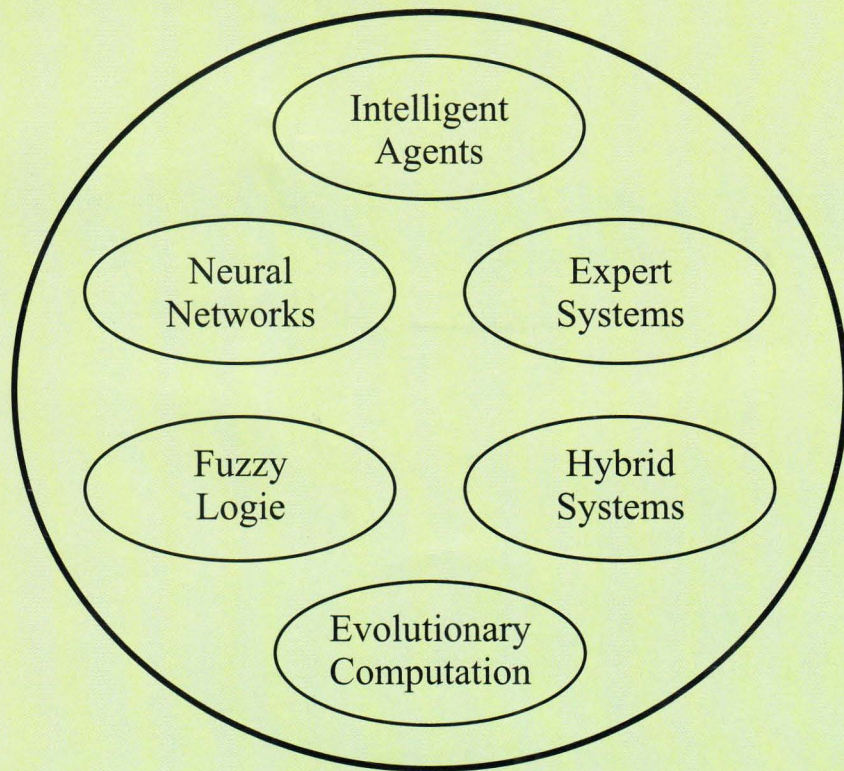 Intelligent
Agents
Neural
Networks
Expert
Systems
Fuzzy
Logie
Hybrid
Systems
Evolutionary
Computation